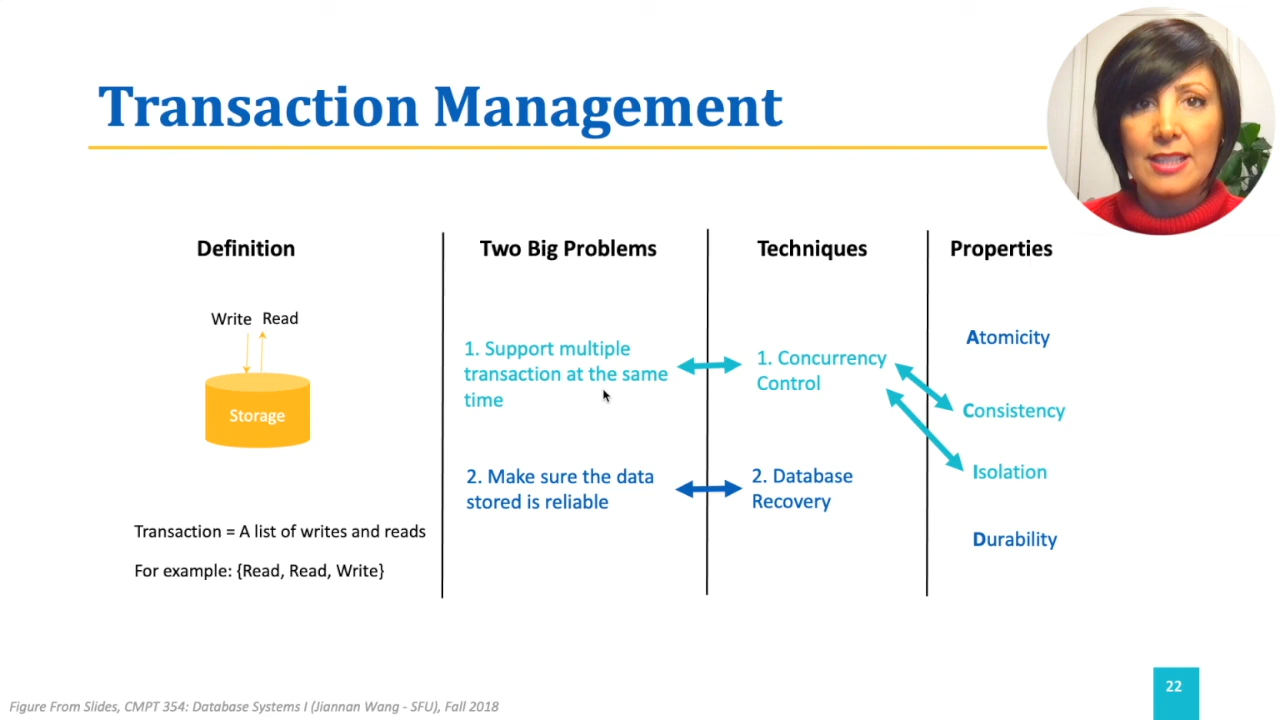 Transaction Management
Definition
Write Read
Storage
Transaction = A list of writes and reads
For example: {Read, Read, Write}
Two Big Problems
1. Support multiple
transaction at the same
time
2. Make sure the data
stored is reliable
Techniques
1. Concurrency
Control
2. Database
Recovery
Properties
Atomicity
Consistency
Isolation
Durability
Figure From Slides, CMPT 354: Database Systems I (Jiannan Wang - SFU), Fall 2018
22